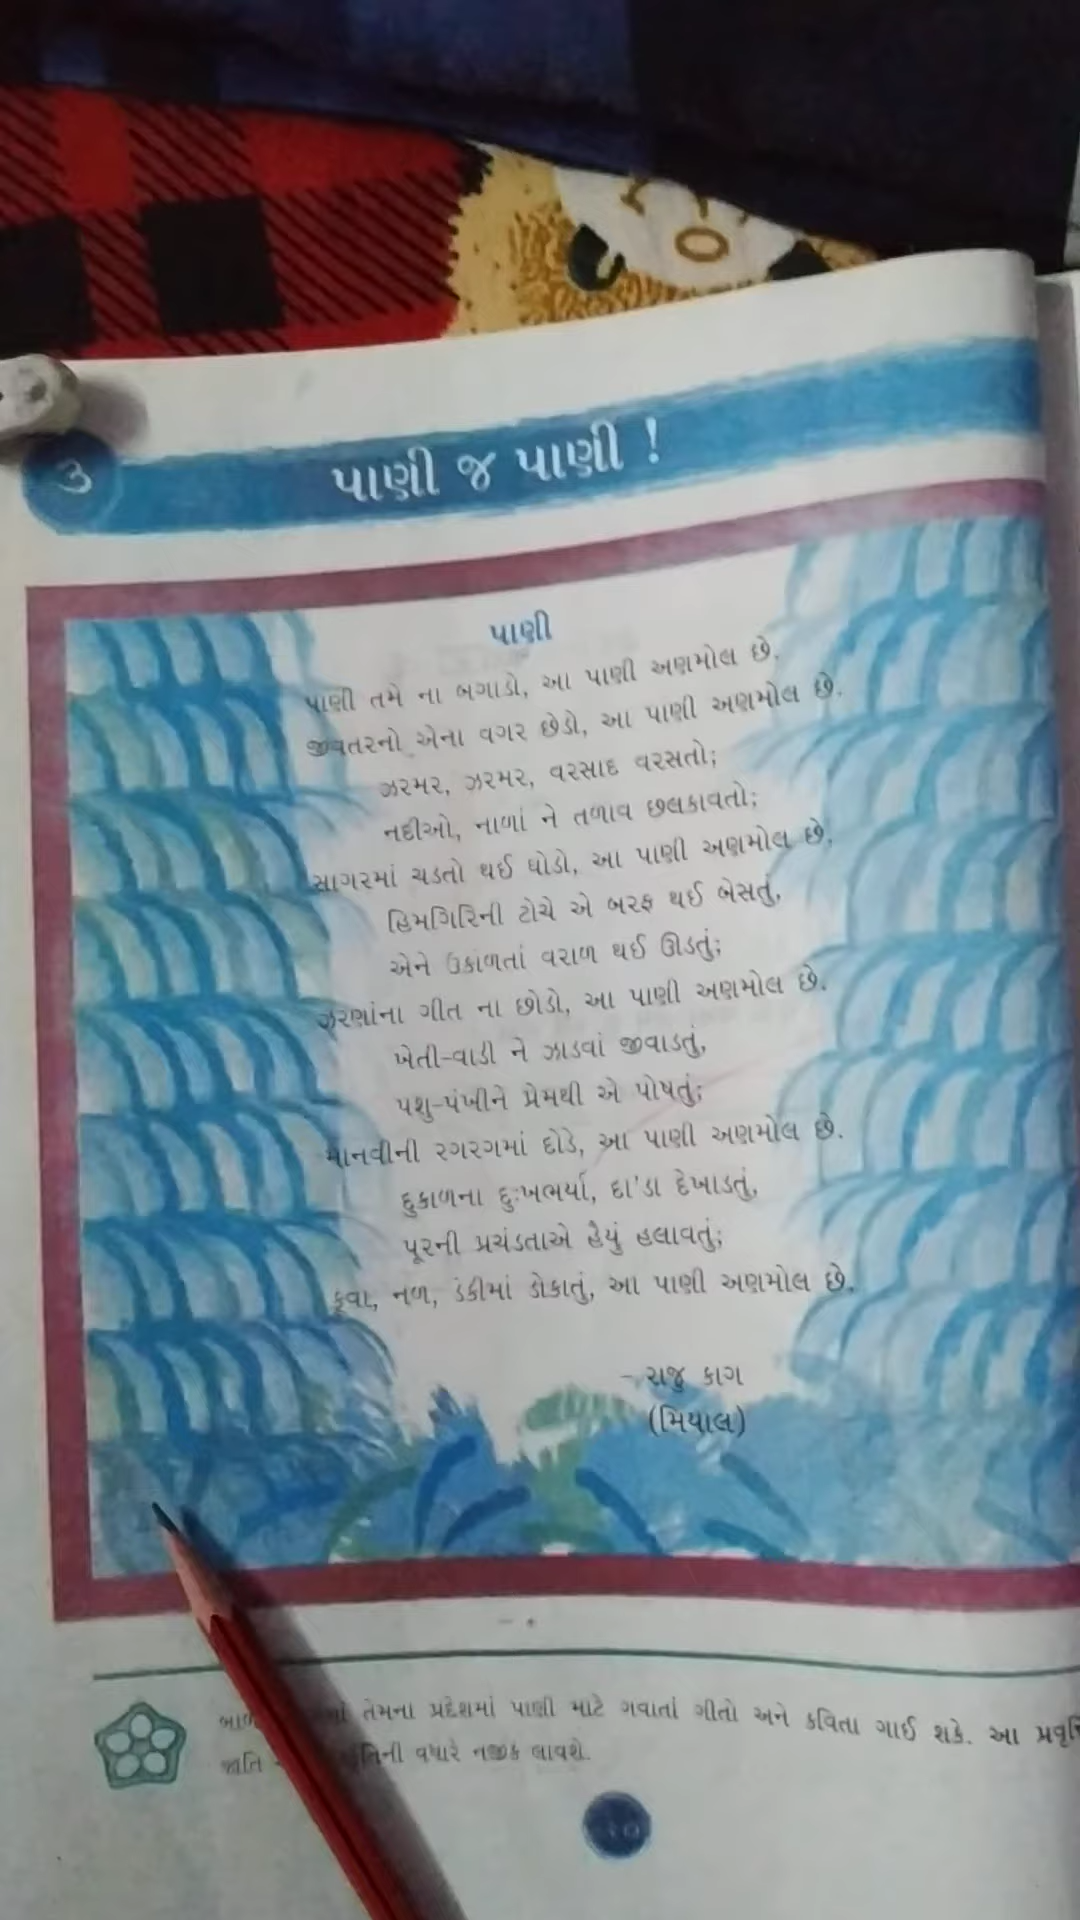 ૩
પાણી જ પાણી !
પાણી
પાણી તમે ના બગાડો, આ પાણી અણમોલ છે.
જીવતરનો એના વગર છેડો, આ પાણી અણમોલ છે.
ઝરમર, ઝરમર, વરસાદ વરસતો;
નદીઓ, નાળાં ને તળાવ છલકાવતો;
સાગરમાં ચડતો થઈ ઘોડો, આ પાણી અણમોલ છે.
હિમગિરિની ટોચે એ બરફ થઈ બેસતું,
એને ઉકાળતાં વરાળ થઈ ઊડતું;
ઝરણાંના ગીત ના છોડો, આ પાણી અણમોલ છે.
ખેતી-વાડી ને ઝાડવાં જીવાડતું,
પશુ-પંખીને પ્રેમથી એ પોષતું;
માનવીની રગરગમાં દોડે, આ પાણી અણમોલ છે.
દુકાળના દુઃખભર્યા, દા'ડા દેખાડતું,
પૂરની પ્રચંડતાએ હૈયું હલાવતું;
કૂવા, નળ, ડંકીમાં ડોકાતું, આ પાણી અણમોલ છે.
- રાજુ કાગ
(મિયાલ)
તેમના પ્રદેશમાં પાણી માટે ગવાતાં ગીતો અને કવિતા ગાઈ શકે. આ
જાતિ વધારે નજીક લાવશે.